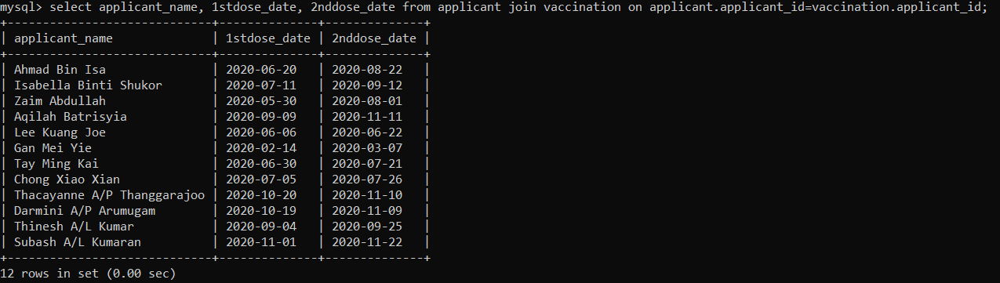 mysql> select applicant_name, 1stdose_date, 2nddose_date from applicant join vaccination on applicant.applicant_id=vaccination.applicant_id;
+----------------------------+--------------+--------------+
| applicant_name             | 1stdose_date | 2nddose_date |
+----------------------------+--------------+--------------+
| Ahmad Bin Isa              | 2020-06-20   | 2020-08-22   |
| Isabella Binti Shukor      | 2020-07-11   | 2020-09-12   |
| Zaim Abdullah              | 2020-05-30   | 2020-08-01   |
| Aqilah Batrisyia           | 2020-09-09   | 2020-11-11   |
| Lee Kuang Joe              | 2020-06-06   | 2020-06-22   |
| Gan Mei Yie                | 2020-02-14   | 2020-03-07   |
| Tay Ming Kai               | 2020-06-30   | 2020-07-21   |
| Chong Xiao Xian            | 2020-07-05   | 2020-07-26   |
| Thacayanne A/P Thanggarajoo | 2020-10-20   | 2020-11-10   |
| Darmini A/P Arumugam       | 2020-10-19   | 2020-11-09   |
| Thinesh A/L Kumar          | 2020-09-04   | 2020-09-25   |
| Subash A/L Kumaran         | 2020-11-01   | 2020-11-22   |
+----------------------------+--------------+--------------+
12 rows in set (0.00 sec)